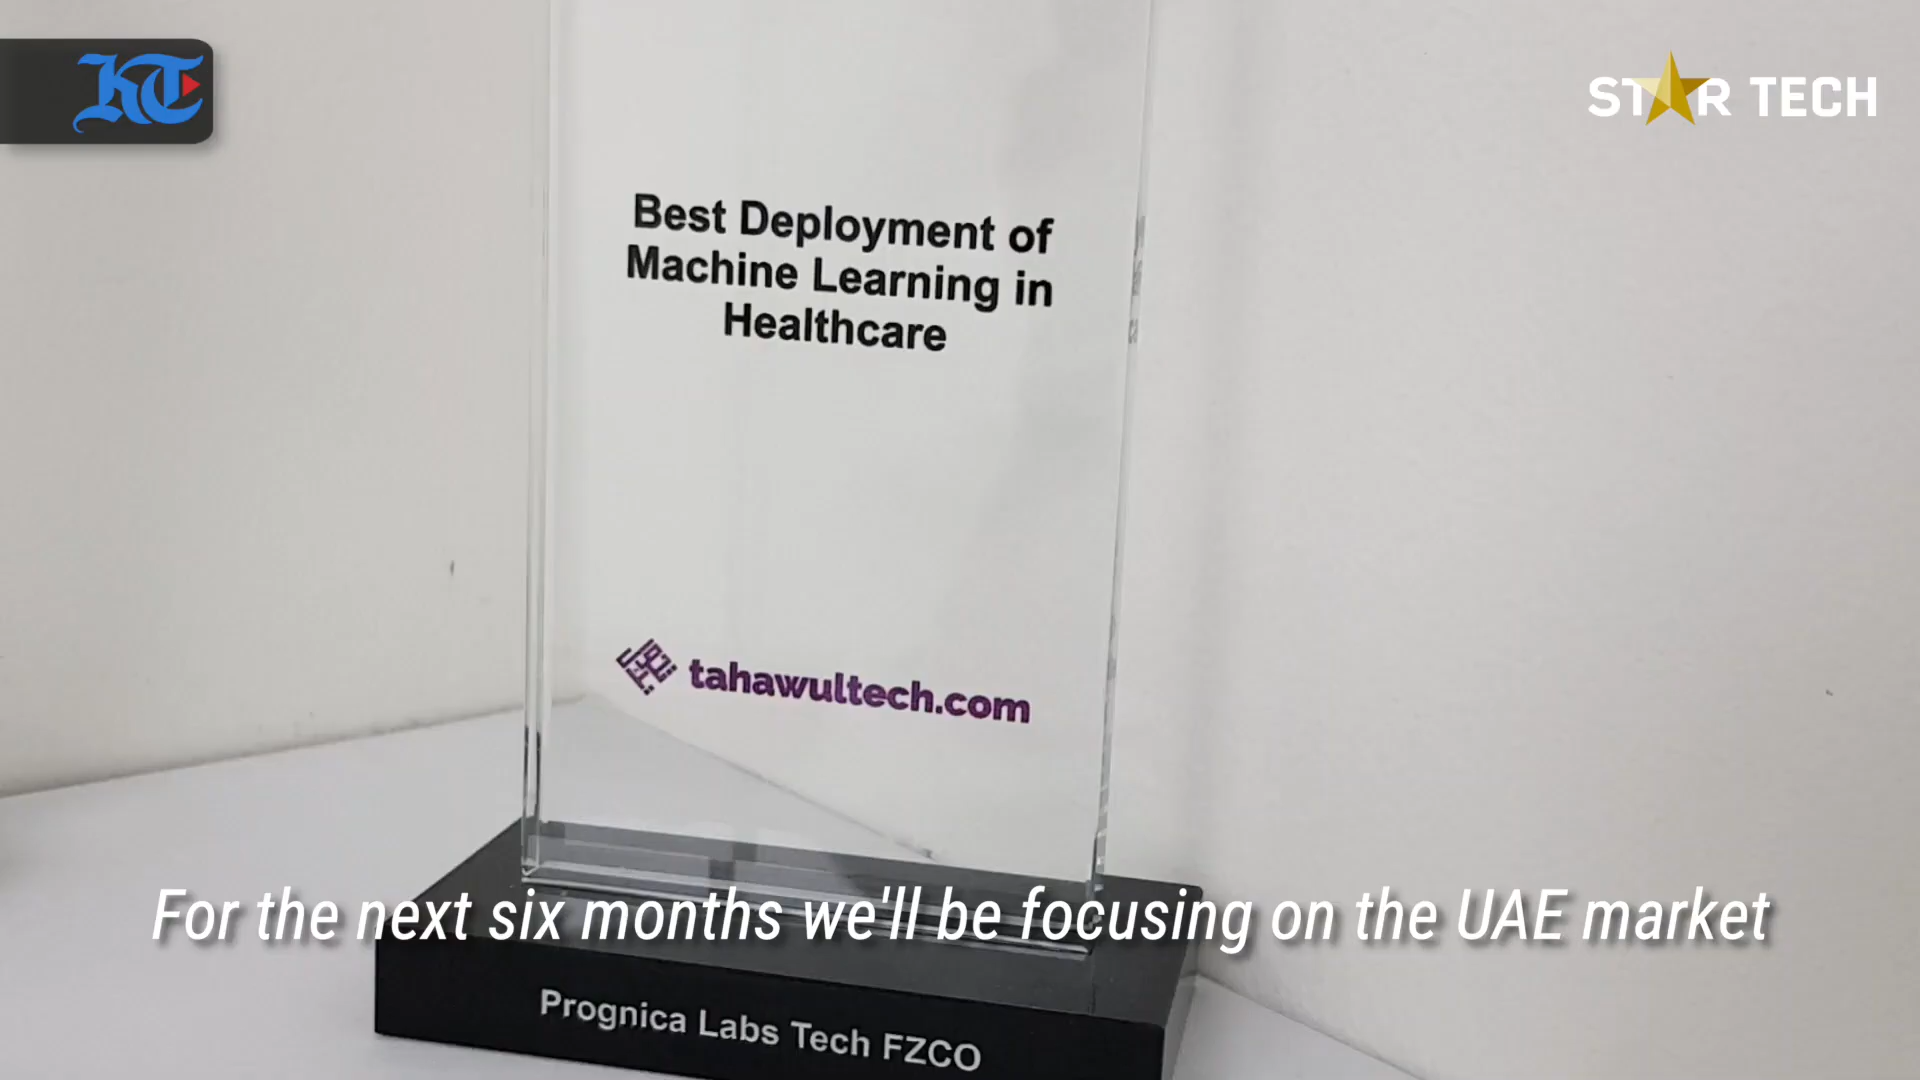 KT
STAR TECH
Best Deployment of
Machine Learning in
Healthcare
tahawultech.com
For the next six months we'll be focusing on the UAE market
Prognica Labs Tech FZCO